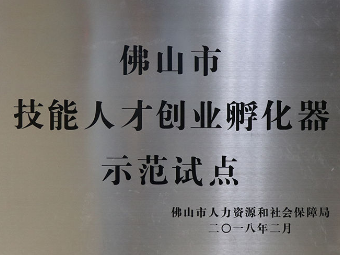 佛山市
技能人才创业孵化器
示范试点
佛山市人力资源和社会保障局
二〇一八年二月